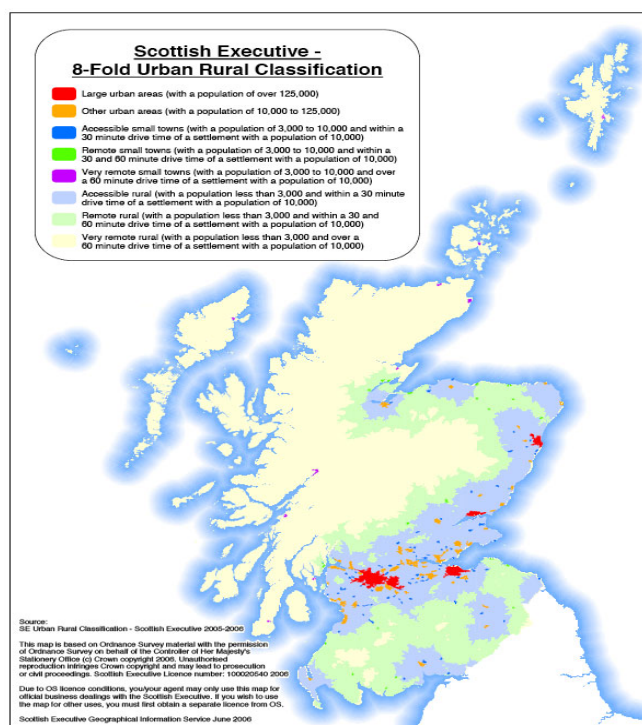 Scottish Executive -
8-Fold Urban Rural Classification
Large urban areas (with a population of over 125,000)
Other urban areas (with a population of 10,000 to 125,000)
Accessible small towns (with a population of 3,000 to 10,000 and within a
30 minute drive time of a settlement with a population of 10,000)
Remote small towns (with a population of 3,000 to 10,000 and within a
30 and 60 minute drive time of a settlement with a population of 10,000)
Very remote small towns (with a population of 3,000 to 10,000 and over
a 60 minute drive time of a settlement with a population of 10,000)
Accessible rural (with a population less than 3,000 and within a 30 minute
drive time of a settlement with a population of 10,000)
Remote rural (with a population less than 3,000 and within a 30 and
60 minute drive time of a settlement with a population of 10,000)
Very remote rural (with a population less than 3,000 and over a
60 minute drive time of a settlement with a population of 10,000)
Source:
SE Urban Rural Classification - Scottish Executive 2005-2006
This map is based on Ordnance Survey material with the permission
of Ordnance Survey on behalf of the Controller of Her Majesty's
Stationery Office (c) Crown copyright 2006. Unauthorised
reproduction infringes Crown copyright and may lead to prosecution
or civil proceedings. Scottish Executive Licence number: 100020540 2006
Due to OS licence conditions, you/your agent may only use this map for
official business dealings with the Scottish Executive. If you wish to use
the map for other uses, you must first obtain a separate licence from OS.
Scottish Executive Geographical Information Service June 2006